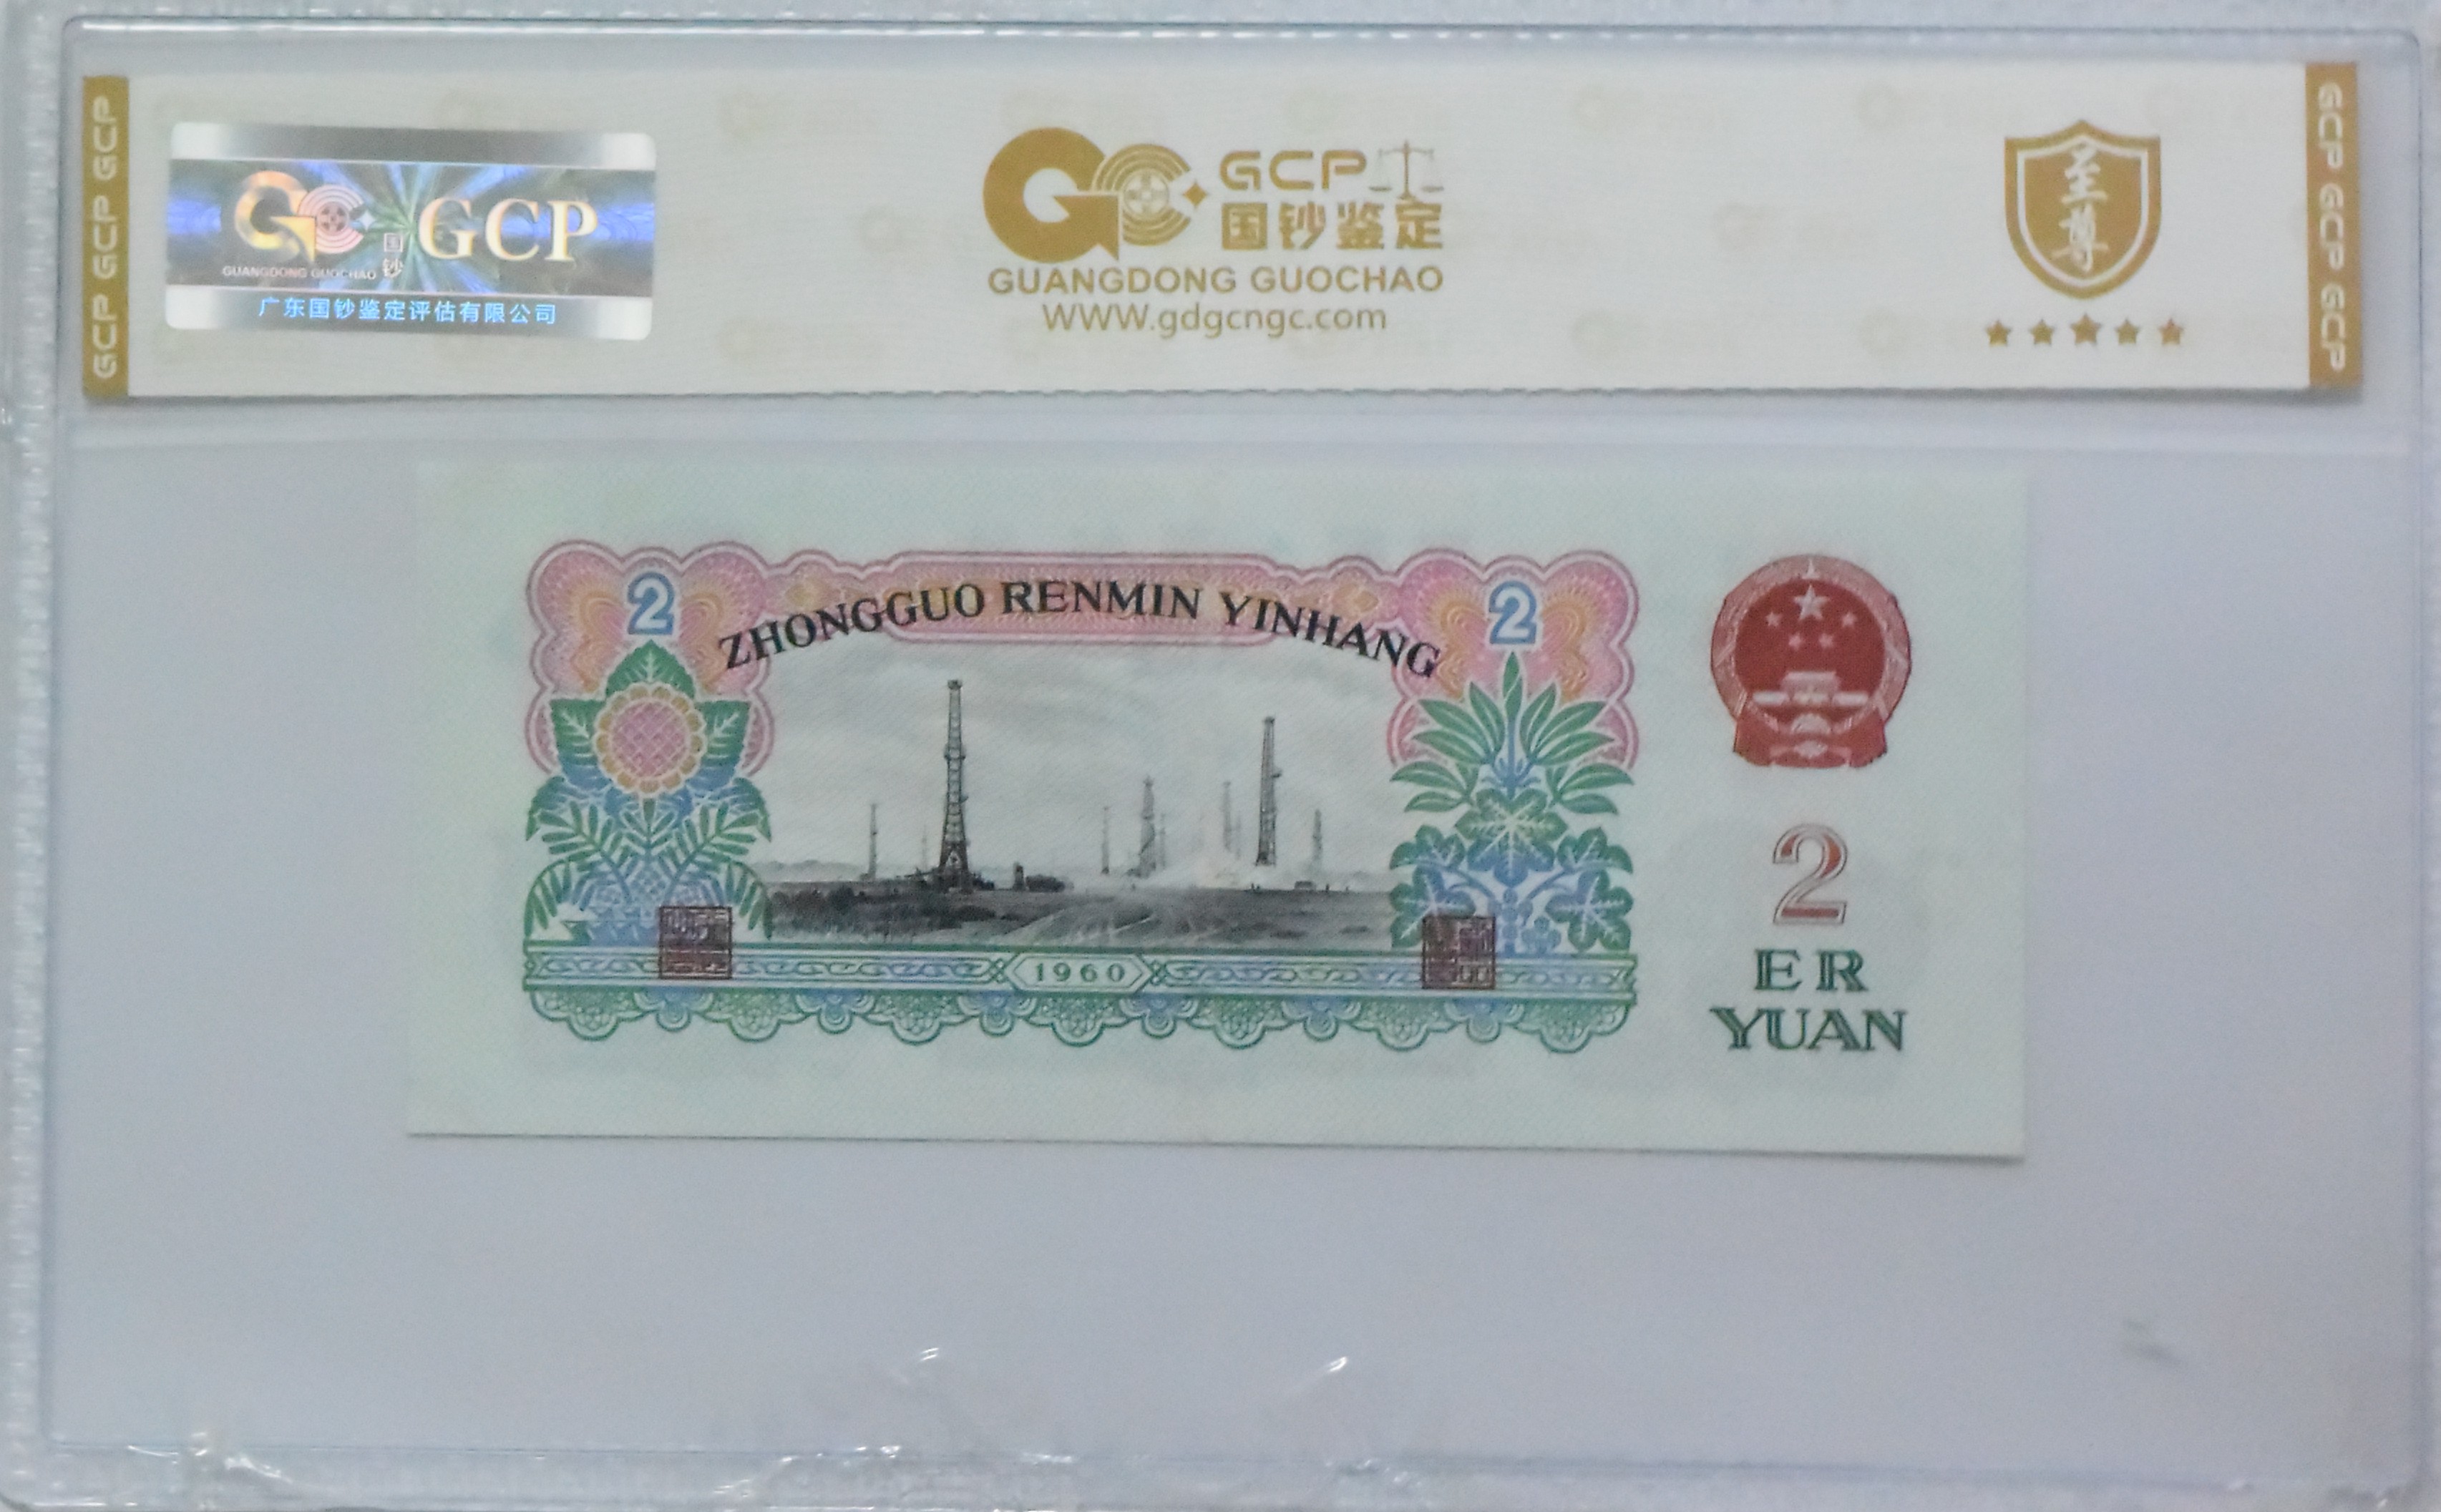 GCP GCP GCP
国钞
GCP
GUANGDONG GUOCHAO
广东国钞鉴定评估有限公司
GCP
国钞鉴定
GUANGDONG GUOCHAO
WWW.gdgcngc.com
至尊
GCP GCP GCP
2
ZHONGGUO RENMIN YINHANG
2
1960
2
ER
YUAN